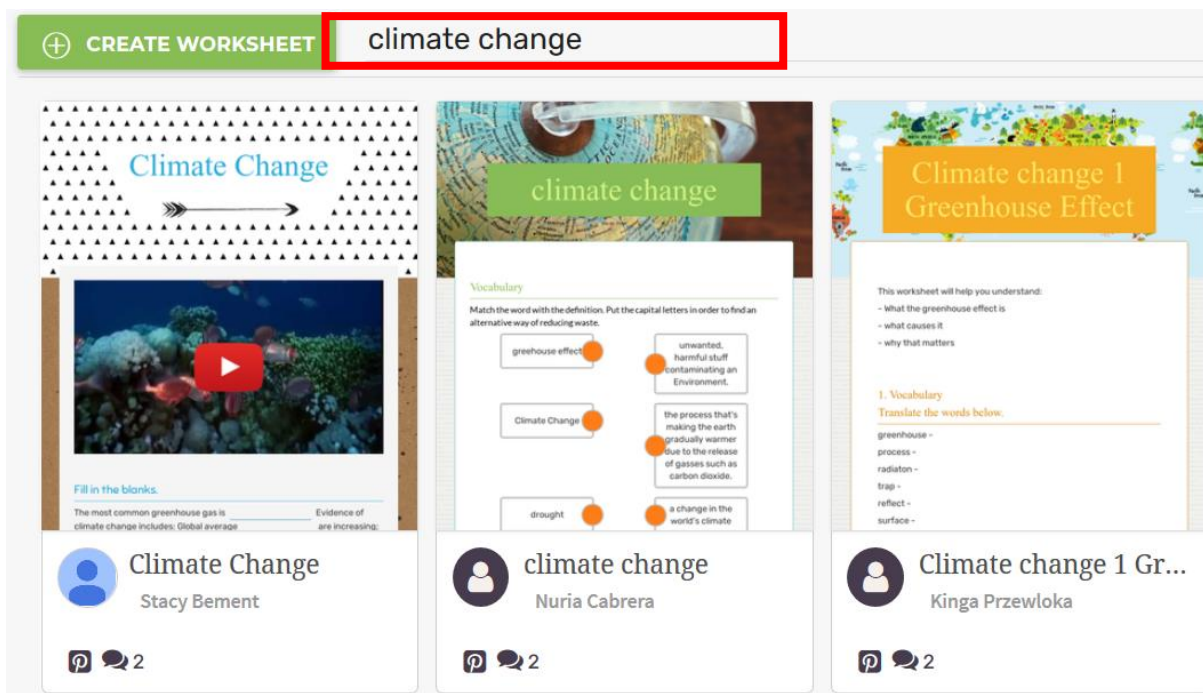 CREATE WORKSHEET
climate change
Climate Change
Fill in the blanks.
The most common greenhouse gas is Evidence of
climate change includes: Global average are increasing;
Climate Change
Stacy Bement
2
climate change
Vocabulary
Match the word with the definition. Put the capital letters in order to find an
alternative way of reducing waste.
greehouse effect
unwanted,
harmful stuff
contaminating an
Environment.
Climate Change
the process that's
making the earth
gradually warmer
due to the release
of gasses such as
carbon dioxide.
drought
a change in the
world's climate
climate change
Nuria Cabrera
2
Climate change 1
Greenhouse Effect
This worksheet will help you understand:
- What the greenhouse effect is
- what causes it
- why that matters
1. Vocabulary
Translate the words below.
greenhouse -
process -
radiaton -
trap -
reflect -
surface -
Climate change 1 Gr...
Kinga Przewloka
2